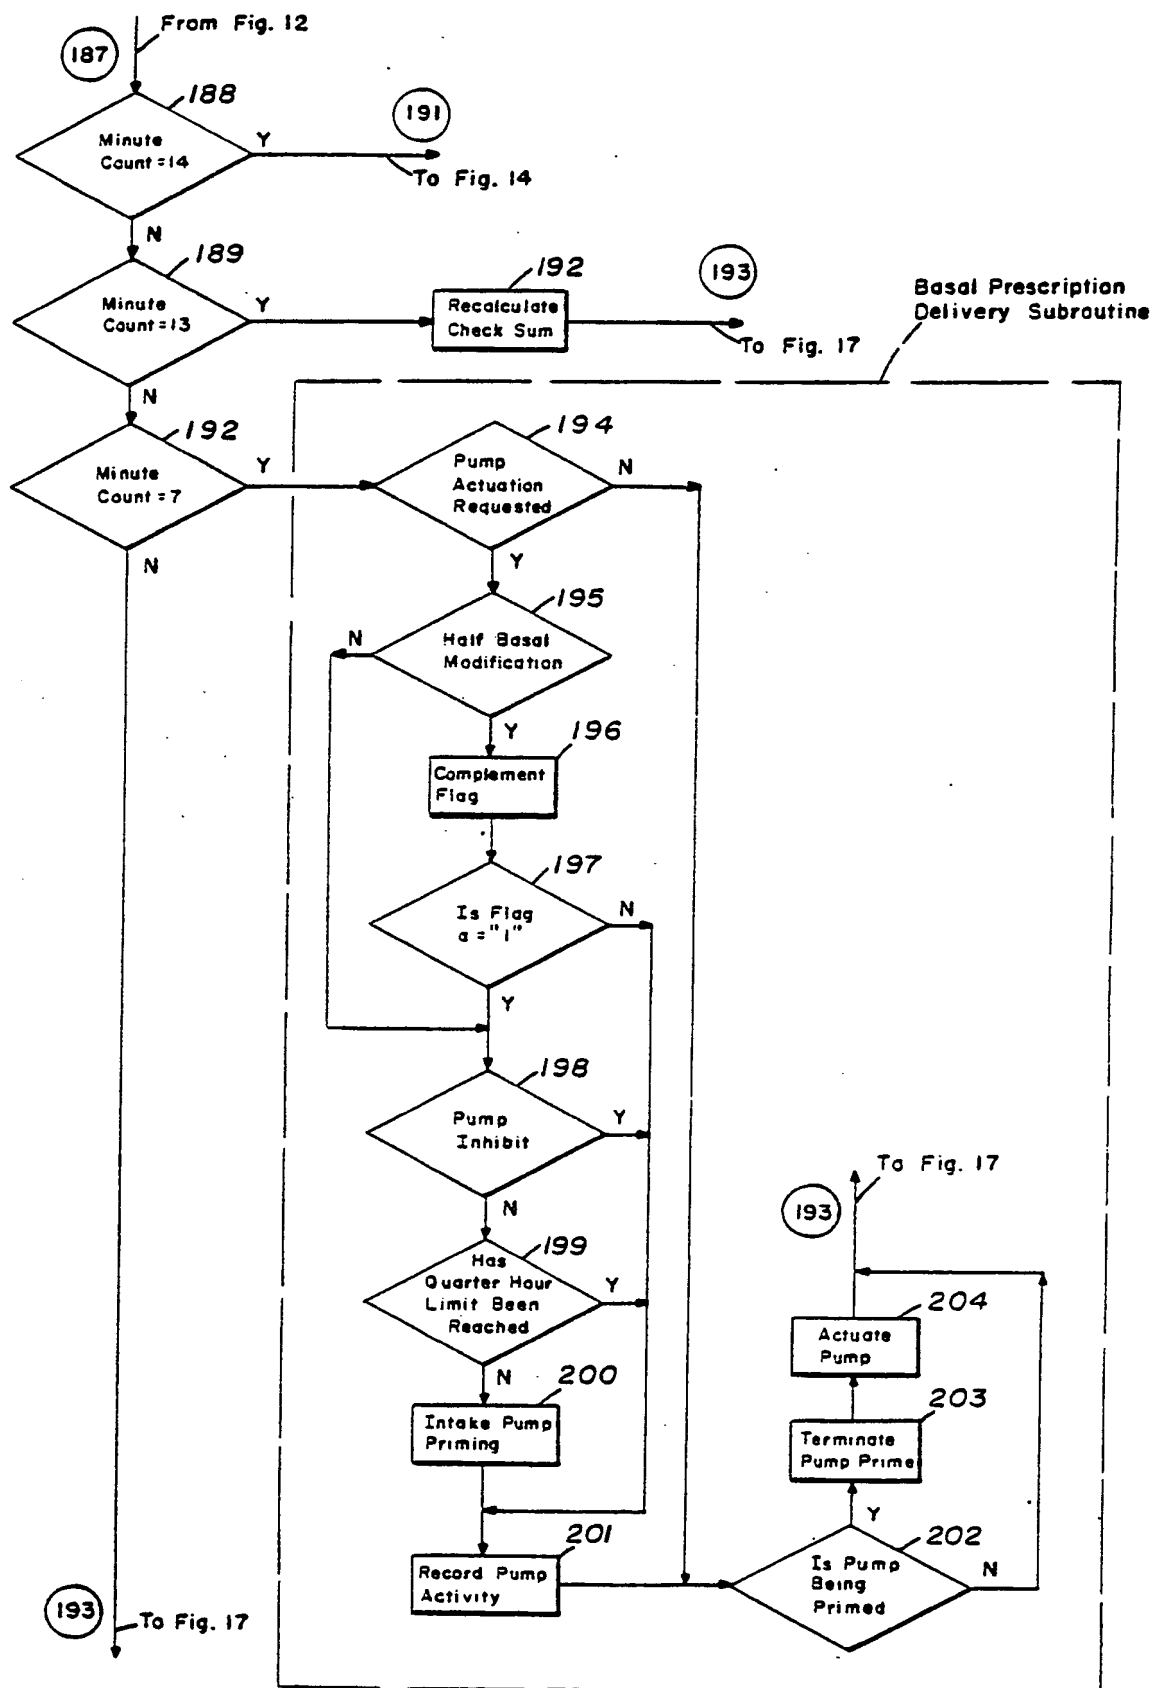 From Fig. 12
187
188
Minute
Count = 14
Y
191
To Fig. 14
N
189
Minute
Count = 13
Y
192
Recalculate
Check Sum
193
To Fig. 17
Basal Prescription
Delivery Subroutine
N
192
Minute
Count = 7
Y
N
194
Pump
Actuation
Requested
N
Y
195
Half Basal
Modification
N
Y
196
Complement
Flag
197
Is Flag
a = "1"
N
Y
198
Pump
Inhibit
Y
N
199
Has
Quarter Hour
Limit Been
Reached
Y
N
200
Intake Pump
Priming
201
Record Pump
Activity
202
Is Pump
Being
Primed
N
Y
203
Terminate
Pump Prime
204
Actuate
Pump
193
To Fig. 17
193
To Fig. 17